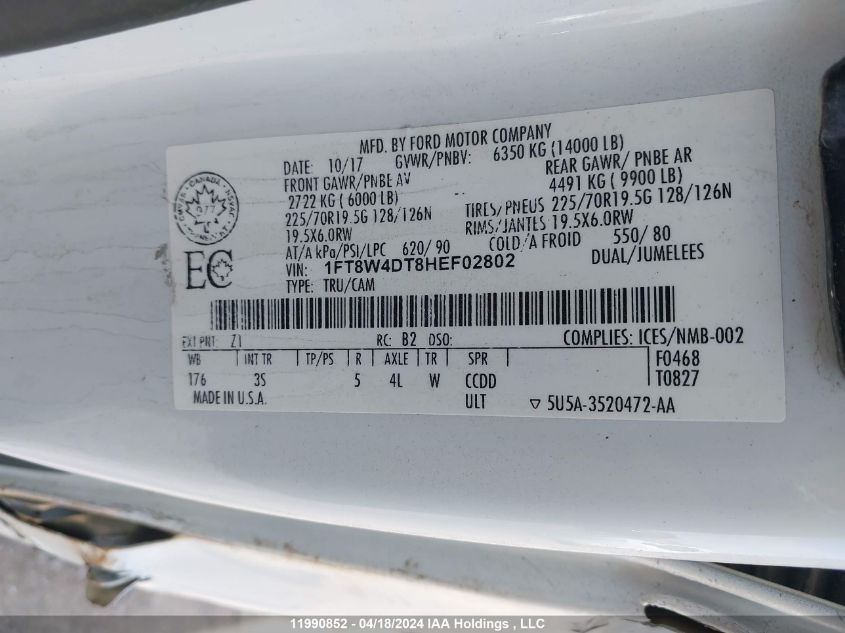 MFD. BY FORD MOTOR COMPANY
DATE: 10/17 GVWR/PNBV: 6350 KG (14000 LB)
FRONT GAWR/PNBE AV REAR GAWR/ PNBE AR
2722 KG ( 6000 LB) 4491 KG ( 9900 LB)
225/70R19.5G 128/126N TIRES/PNEUS 225/70R19.5G 128/126N
19.5X6.0RW RIMS/JANTES 19.5X6.0RW
AT/A kPa/PSI/LPC 620/ 90 COLD/A FROID 550/ 80
VIN: 1FT8W4DT8HEF02802 DUAL/JUMELEES
TYPE: TRU/CAM
CANADA
EC
EXT PNT: Z1 RC: B2 DSO: COMPLIES: ICES/NMB-002
WB INT TR TP/PS R AXLE TR SPR F0468
176 3S 5 4L W CCDD T0827
MADE IN U.S.A. ULT ▽ 5U5A-3520472-AA
11990852 - 04/18/2024 IAA Holdings , LLC